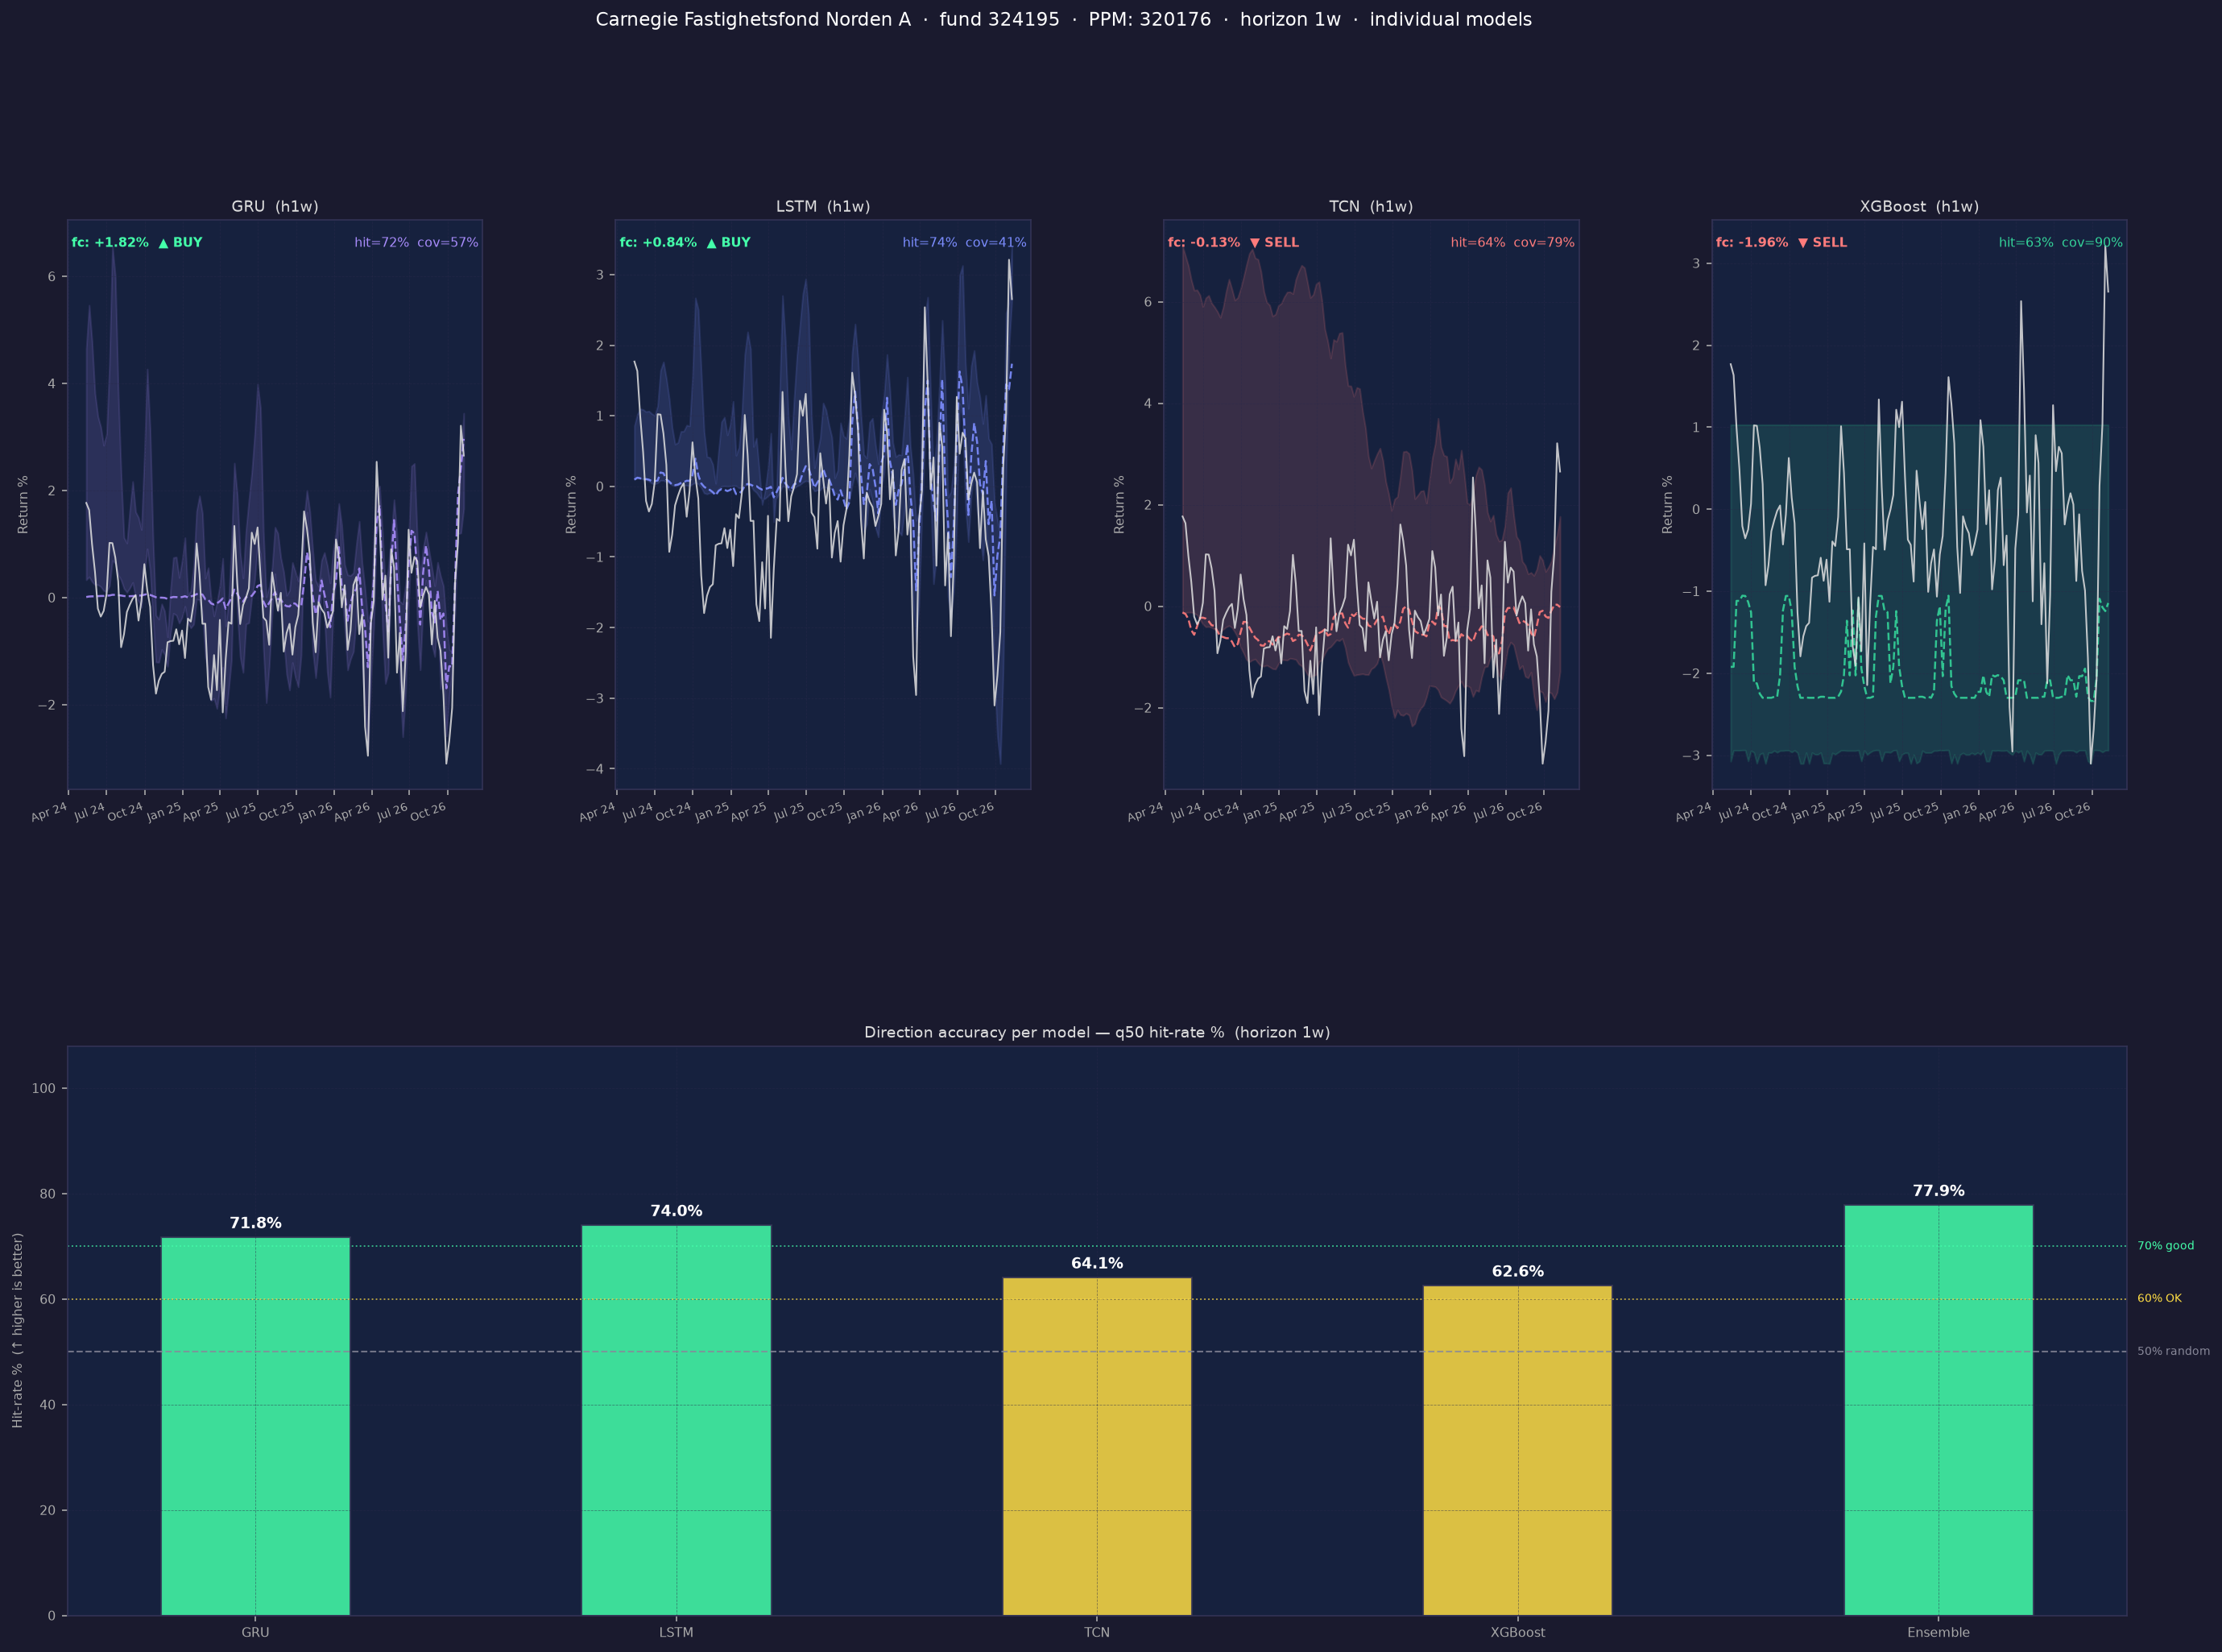 Carnegie Fastighetsfond Norden A · fund 324195 · PPM: 320176 · horizon 1w · individual models
GRU (h1w)
fc: +1.82% ▲ BUY
hit=72% cov=57%
Return %
6
4
2
0
−2
Apr 24
Jul 24
Oct 24
Jan 25
Apr 25
Jul 25
Oct 25
Jan 26
Apr 26
Jul 26
Oct 26
LSTM (h1w)
fc: +0.84% ▲ BUY
hit=74% cov=41%
Return %
3
2
1
0
−1
−2
−3
−4
Apr 24
Jul 24
Oct 24
Jan 25
Apr 25
Jul 25
Oct 25
Jan 26
Apr 26
Jul 26
Oct 26
TCN (h1w)
fc: -0.13% ▼ SELL
hit=64% cov=79%
Return %
6
4
2
0
−2
Apr 24
Jul 24
Oct 24
Jan 25
Apr 25
Jul 25
Oct 25
Jan 26
Apr 26
Jul 26
Oct 26
XGBoost (h1w)
fc: -1.96% ▼ SELL
hit=63% cov=90%
Return %
3
2
1
0
−1
−2
−3
Apr 24
Jul 24
Oct 24
Jan 25
Apr 25
Jul 25
Oct 25
Jan 26
Apr 26
Jul 26
Oct 26
Direction accuracy per model — q50 hit-rate % (horizon 1w)
Hit-rate % (↑ higher is better)
100
80
60
40
20
0
71.8%
74.0%
64.1%
62.6%
77.9%
70% good
60% OK
50% random
GRU
LSTM
TCN
XGBoost
Ensemble